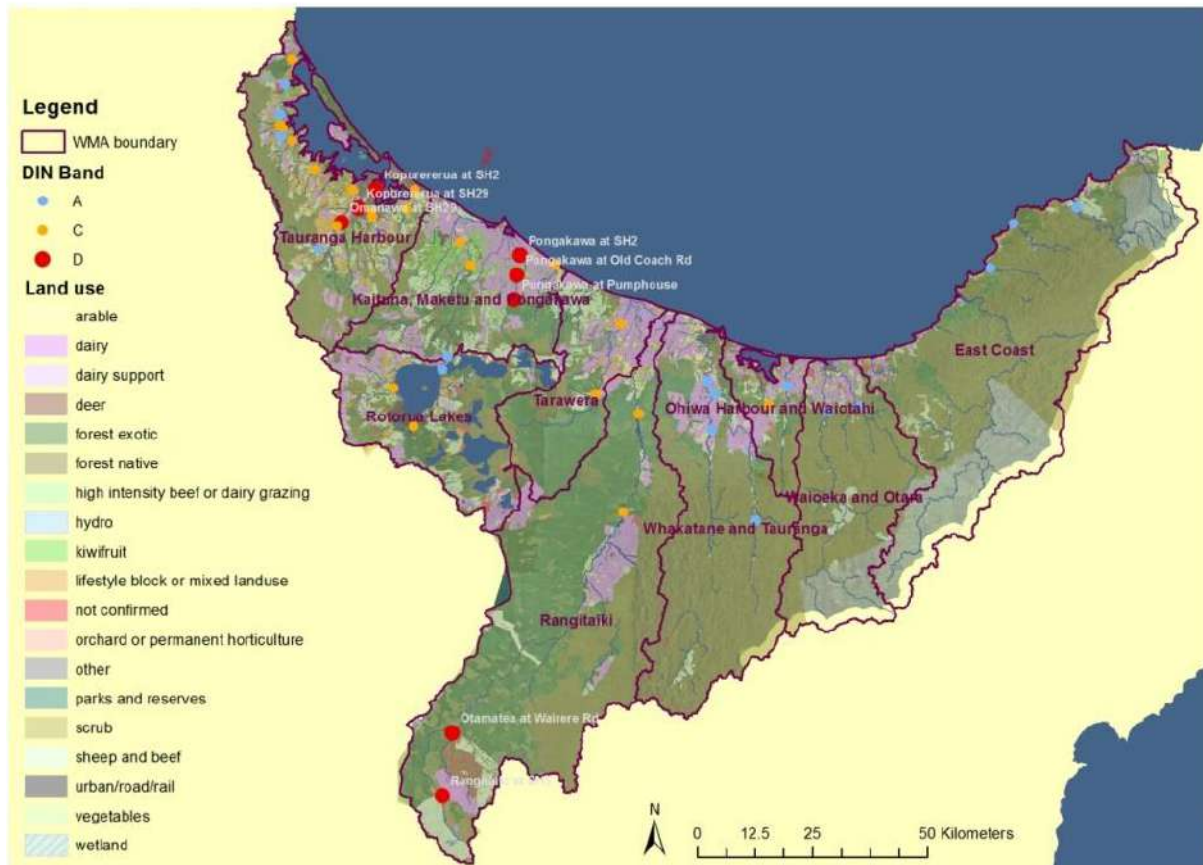 Legend
WMA boundary
DIN Band
A
C
D
Land use
arable
dairy
dairy support
deer
forest exotic
forest native
high intensity beef or dairy grazing
hydro
kiwifruit
lifestyle block or mixed landuse
not confirmed
orchard or permanent horticulture
other
parks and reserves
scrub
sheep and beef
urban/road/rail
vegetables
wetland
Kopurererua at SH2
Kopurererua at SH29
Omanawa at SH29
Tauranga Harbour
Pongakawa at SH2
Pongakawa at Old Coach Rd
Pongakawa at Pumphouse
Kaituna, Maketu and Pongakawa
East Coast
Tarawera
Rotorua Lakes
Ohiwa Harbour and Waiotahi
Waioeka and Otara
Whakatane and Tauranga
Rangitaiki
Otamatea at Wairere Rd
Rangitaiki at
N
0 12.5 25 50 Kilometers